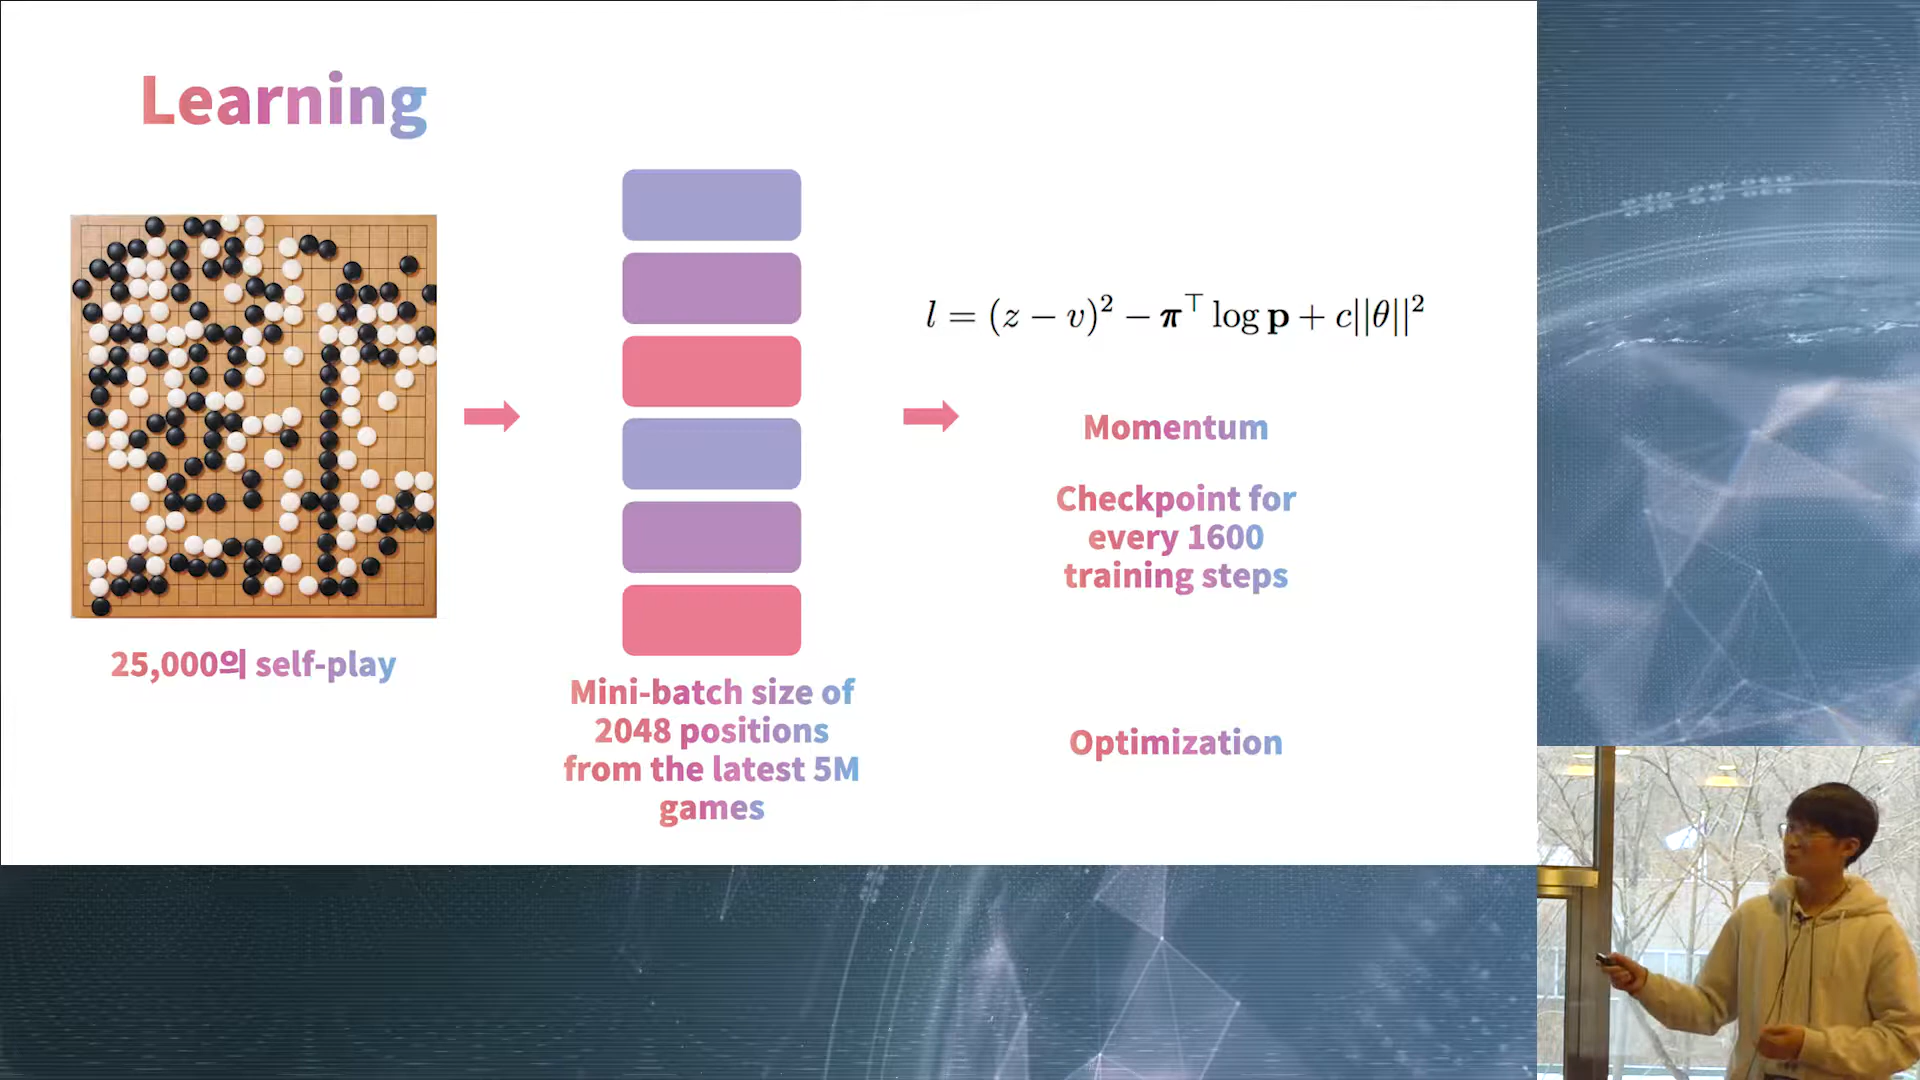 Learning
25,000의 self-play
Mini-batch size of
2048 positions
from the latest 5M
games
l = (z − v)² − π⊤ log p + c||θ||²
Momentum
Checkpoint for
every 1600
training steps
Optimization